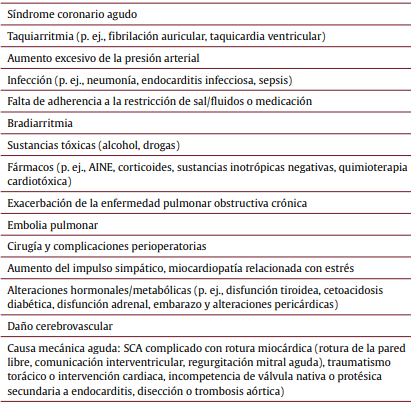 Síndrome coronario agudo
Taquiarritmia (p. ej., fibrilación auricular, taquicardia ventricular)
Aumento excesivo de la presión arterial
Infección (p. ej., neumonía, endocarditis infecciosa, sepsis)
Falta de adherencia a la restricción de sal/fluidos o medicación
Bradiarritmia
Sustancias tóxicas (alcohol, drogas)
Fármacos (p. ej., AINE, corticoides, sustancias inotrópicas negativas, quimioterapia
cardiotóxica)
Exacerbación de la enfermedad pulmonar obstructiva crónica
Embolia pulmonar
Cirugía y complicaciones perioperatorias
Aumento del impulso simpático, miocardiopatía relacionada con estrés
Alteraciones hormonales/metabólicas (p. ej., disfunción tiroidea, cetoacidosis
diabética, disfunción adrenal, embarazo y alteraciones pericárdicas)
Daño cerebrovascular
Causa mecánica aguda: SCA complicado con rotura miocárdica (rotura de la pared
libre, comunicación interventricular, regurgitación mitral aguda), traumatismo
torácico o intervención cardiaca, incompetencia de válvula nativa o protésica
secundaria a endocarditis, disección o trombosis aórtica)